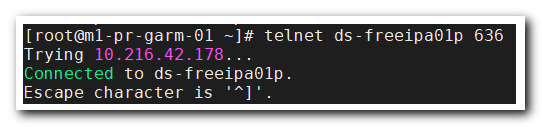 [root@m1-pr-garm-01 ~]# telnet ds-freeipa01p 636
Trying 10.216.42.178...
Connected to ds-freeipa01p.
Escape character is '^]'.